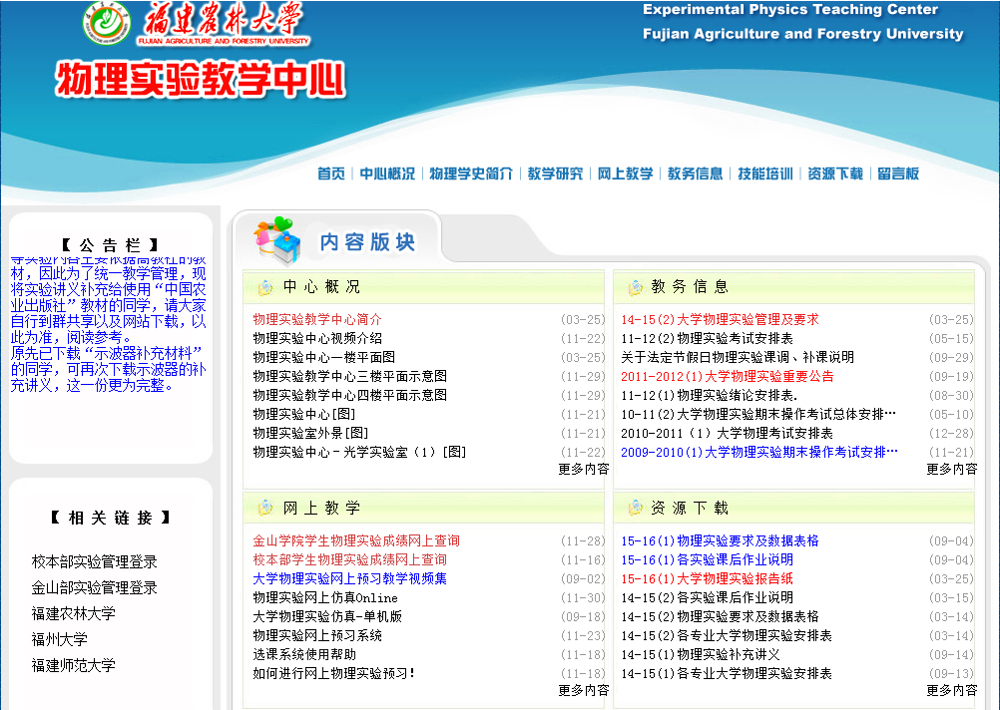 福建农林大学
FUJIAN AGRICULTURE AND FORESTRY UNIVERSITY
Experimental Physics Teaching Center
Fujian Agriculture and Forestry University
物理实验教学中心
首页 | 中心概况 | 物理学史简介 | 教学研究 | 网上教学 | 教务信息 | 技能培训 | 资源下载 | 留言板
【 公 告 栏 】
等实验内容主要依据高教社的教
材，因此为了统一教学管理，现
将实验讲义补充给使用“中国农
业出版社”教材的同学，请大家
自行到群共享以及网站下载，以
此为准，阅读参考。
原先已下载“示波器补充材料”
的同学，可再次下载示波器的补
充讲义，这一份更为完整。
【 相 关 链 接 】
校本部实验管理登录
金山部实验管理登录
福建农林大学
福州大学
福建师范大学
内容版块
中 心 概 况
物理实验教学中心简介 (03-25)
物理实验中心视频介绍 (11-22)
物理实验中心一楼平面图 (03-25)
物理实验教学中心三楼平面示意图 (11-29)
物理实验教学中心四楼平面示意图 (11-29)
物理实验中心[图] (11-21)
物理实验室外景[图] (11-21)
物理实验中心－光学实验室（1）[图] (11-22)
更多内容
教 务 信 息
14-15(2)大学物理实验管理及要求 (03-25)
11-12(2)物理实验考试安排表 (05-15)
关于法定节假日物理实验课调、补课说明 (09-29)
2011-2012(1)大学物理实验重要公告 (09-19)
11-12(1)物理实验绪论安排表. (08-30)
10-11(2)大学物理实验期末操作考试总体安排… (05-10)
2010-2011（1）大学物理考试安排表 (12-28)
2009-2010(1)大学物理实验期末操作考试安排… (11-21)
更多内容
网 上 教 学
金山学院学生物理实验成绩网上查询 (11-28)
校本部学生物理实验成绩网上查询 (11-16)
大学物理实验网上预习教学视频集 (09-02)
物理实验网上仿真Online (11-30)
大学物理实验仿真-单机版 (09-18)
物理实验网上预习系统 (11-23)
选课系统使用帮助 (11-18)
如何进行网上物理实验预习！ (11-18)
更多内容
资 源 下 载
15-16(1)物理实验要求及数据表格 (09-04)
15-16(1)各实验课后作业说明 (09-04)
15-16(1)大学物理实验报告纸 (03-25)
14-15(2)各实验课后作业说明 (03-15)
14-15(2)物理实验要求及数据表格 (03-14)
14-15(2)各专业大学物理实验安排表 (03-14)
14-15(1)物理实验补充讲义 (09-14)
14-15(1)各专业大学物理实验安排表 (09-13)
更多内容